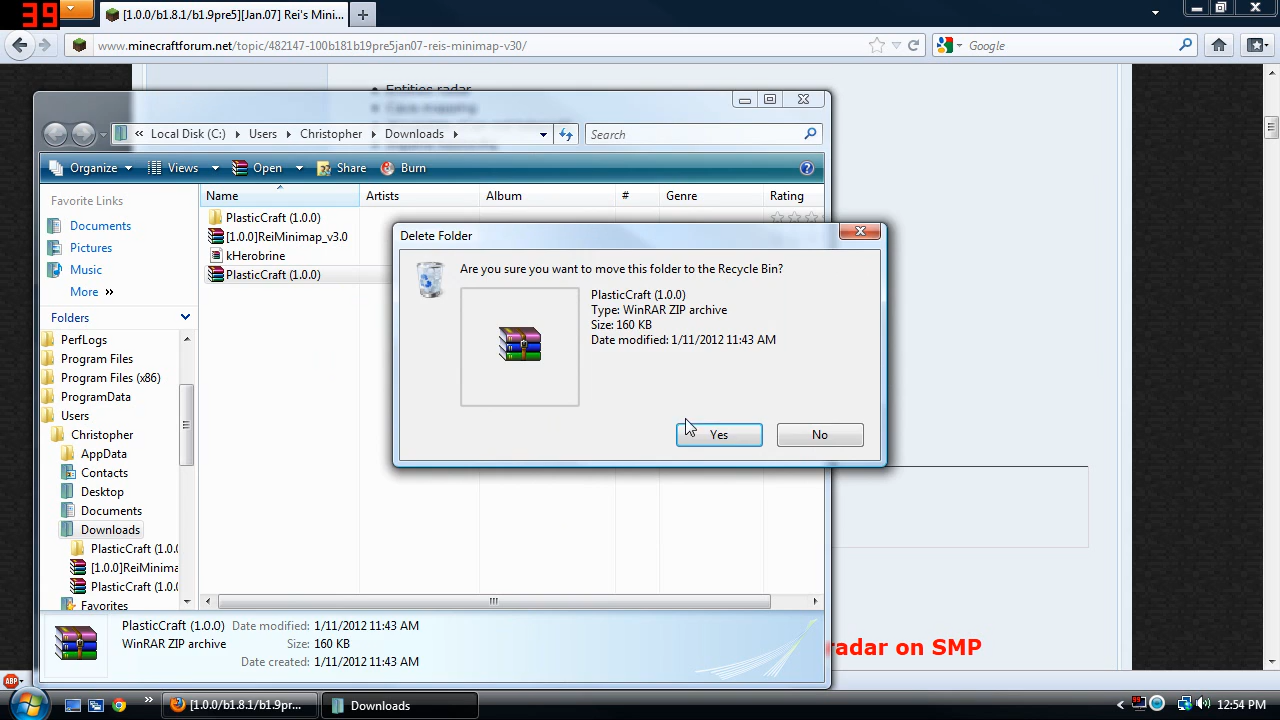 39
[1.0.0/b1.8.1/b1.9pre5][Jan.07] Rei's Mini...
www.minecraftforum.net/topic/482147-100b181b19pre5jan07-reis-minimap-v30/
Google
Entities radar
Cave mapping
Local Disk (C:) Users Christopher Downloads
Search
Organize Views Open Share Burn
Favorite Links
Documents
Pictures
Music
More »
Folders
PerfLogs
Program Files
Program Files (x86)
ProgramData
Users
Christopher
AppData
Contacts
Desktop
Documents
Downloads
PlasticCraft (1.0.0
[1.0.0]ReiMinima
PlasticCraft (1.0.0
Favorites
Name Artists Album # Genre Rating
PlasticCraft (1.0.0)
[1.0.0]ReiMinimap_v3.0
kHerobrine
PlasticCraft (1.0.0)
Delete Folder
Are you sure you want to move this folder to the Recycle Bin?
PlasticCraft (1.0.0)
Type: WinRAR ZIP archive
Size: 160 KB
Date modified: 1/11/2012 11:43 AM
Yes No
PlasticCraft (1.0.0) Date modified: 1/11/2012 11:43 AM
WinRAR ZIP archive Size: 160 KB
Date created: 1/11/2012 11:43 AM
radar on SMP
ABP
[1.0.0/b1.8.1/b1.9pr...
Downloads
12:54 PM